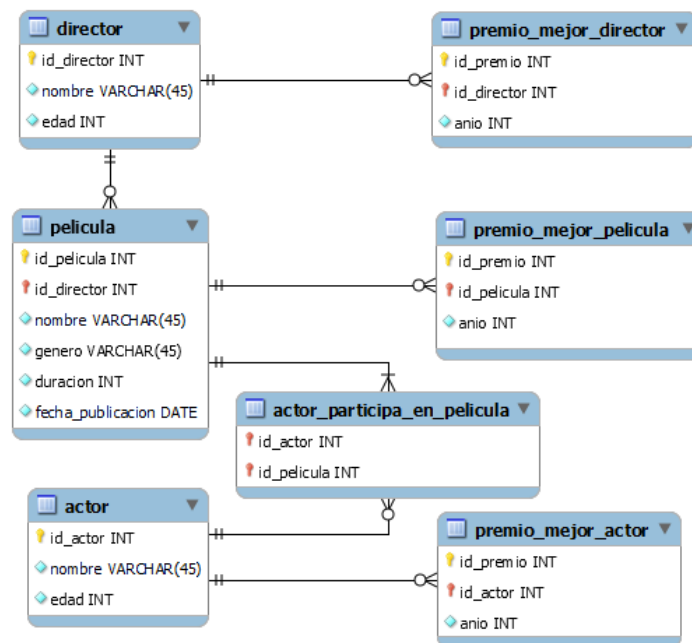 director
id_director INT
nombre VARCHAR(45)
edad INT
premio_mejor_director
id_premio INT
id_director INT
anio INT
pelicula
id_pelicula INT
id_director INT
nombre VARCHAR(45)
genero VARCHAR(45)
duracion INT
fecha_publicacion DATE
premio_mejor_pelicula
id_premio INT
id_pelicula INT
anio INT
actor_participa_en_pelicula
id_actor INT
id_pelicula INT
actor
id_actor INT
nombre VARCHAR(45)
edad INT
premio_mejor_actor
id_premio INT
id_actor INT
anio INT